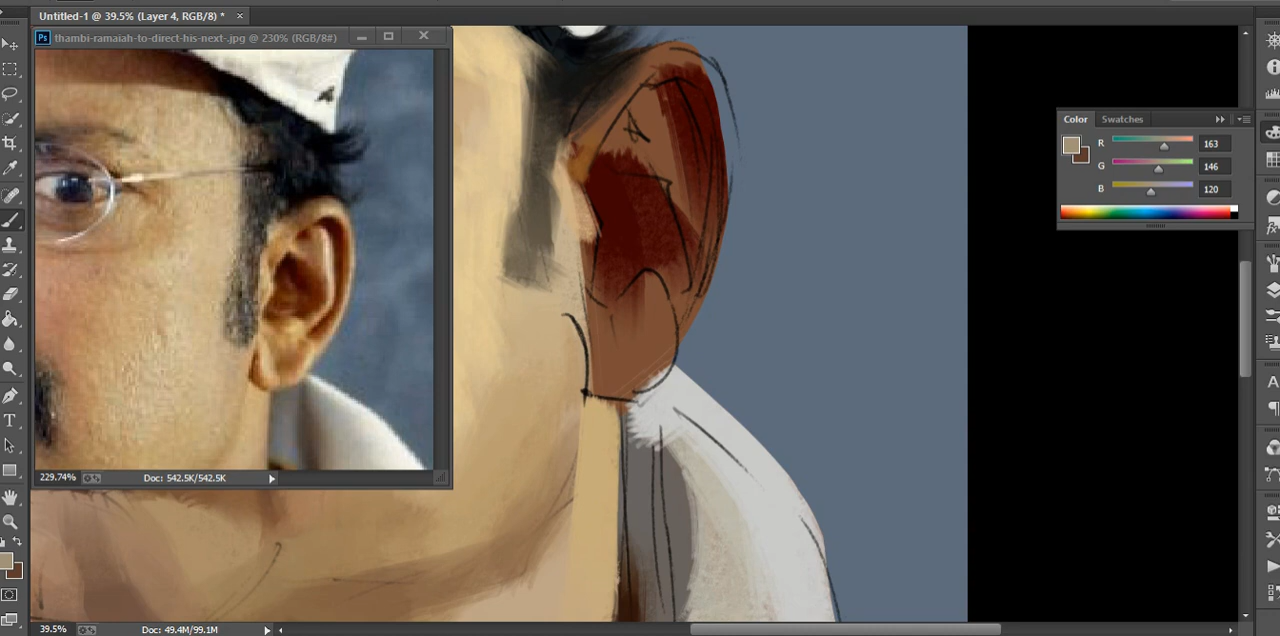 Untitled-1 @ 39.5% (Layer 4, RGB/8) * ×
Ps thambi-ramaiah-to-direct-his-next-.jpg @ 230% (RGB/8#)
Color Swatches
R 163
G 146
B 120
229.74% Doc: 542.5K/542.5K
39.5% Doc: 49.4M/99.1M